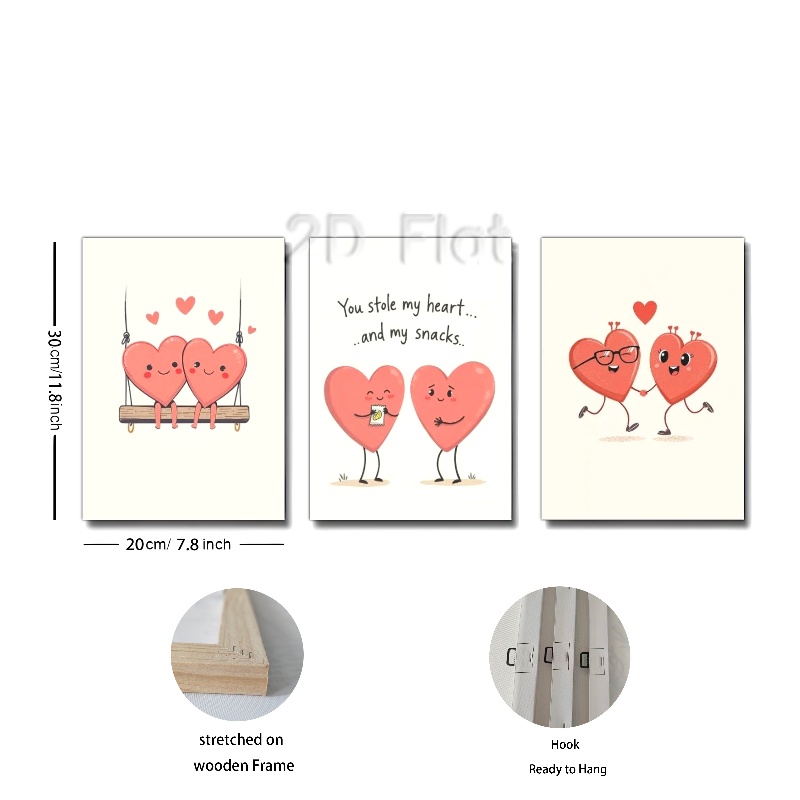 2D Flat
You stole my heart...
..and my snacks..
30cm/11.8inch
20cm/ 7.8 inch
stretched on
wooden Frame
Hook
Ready to Hang